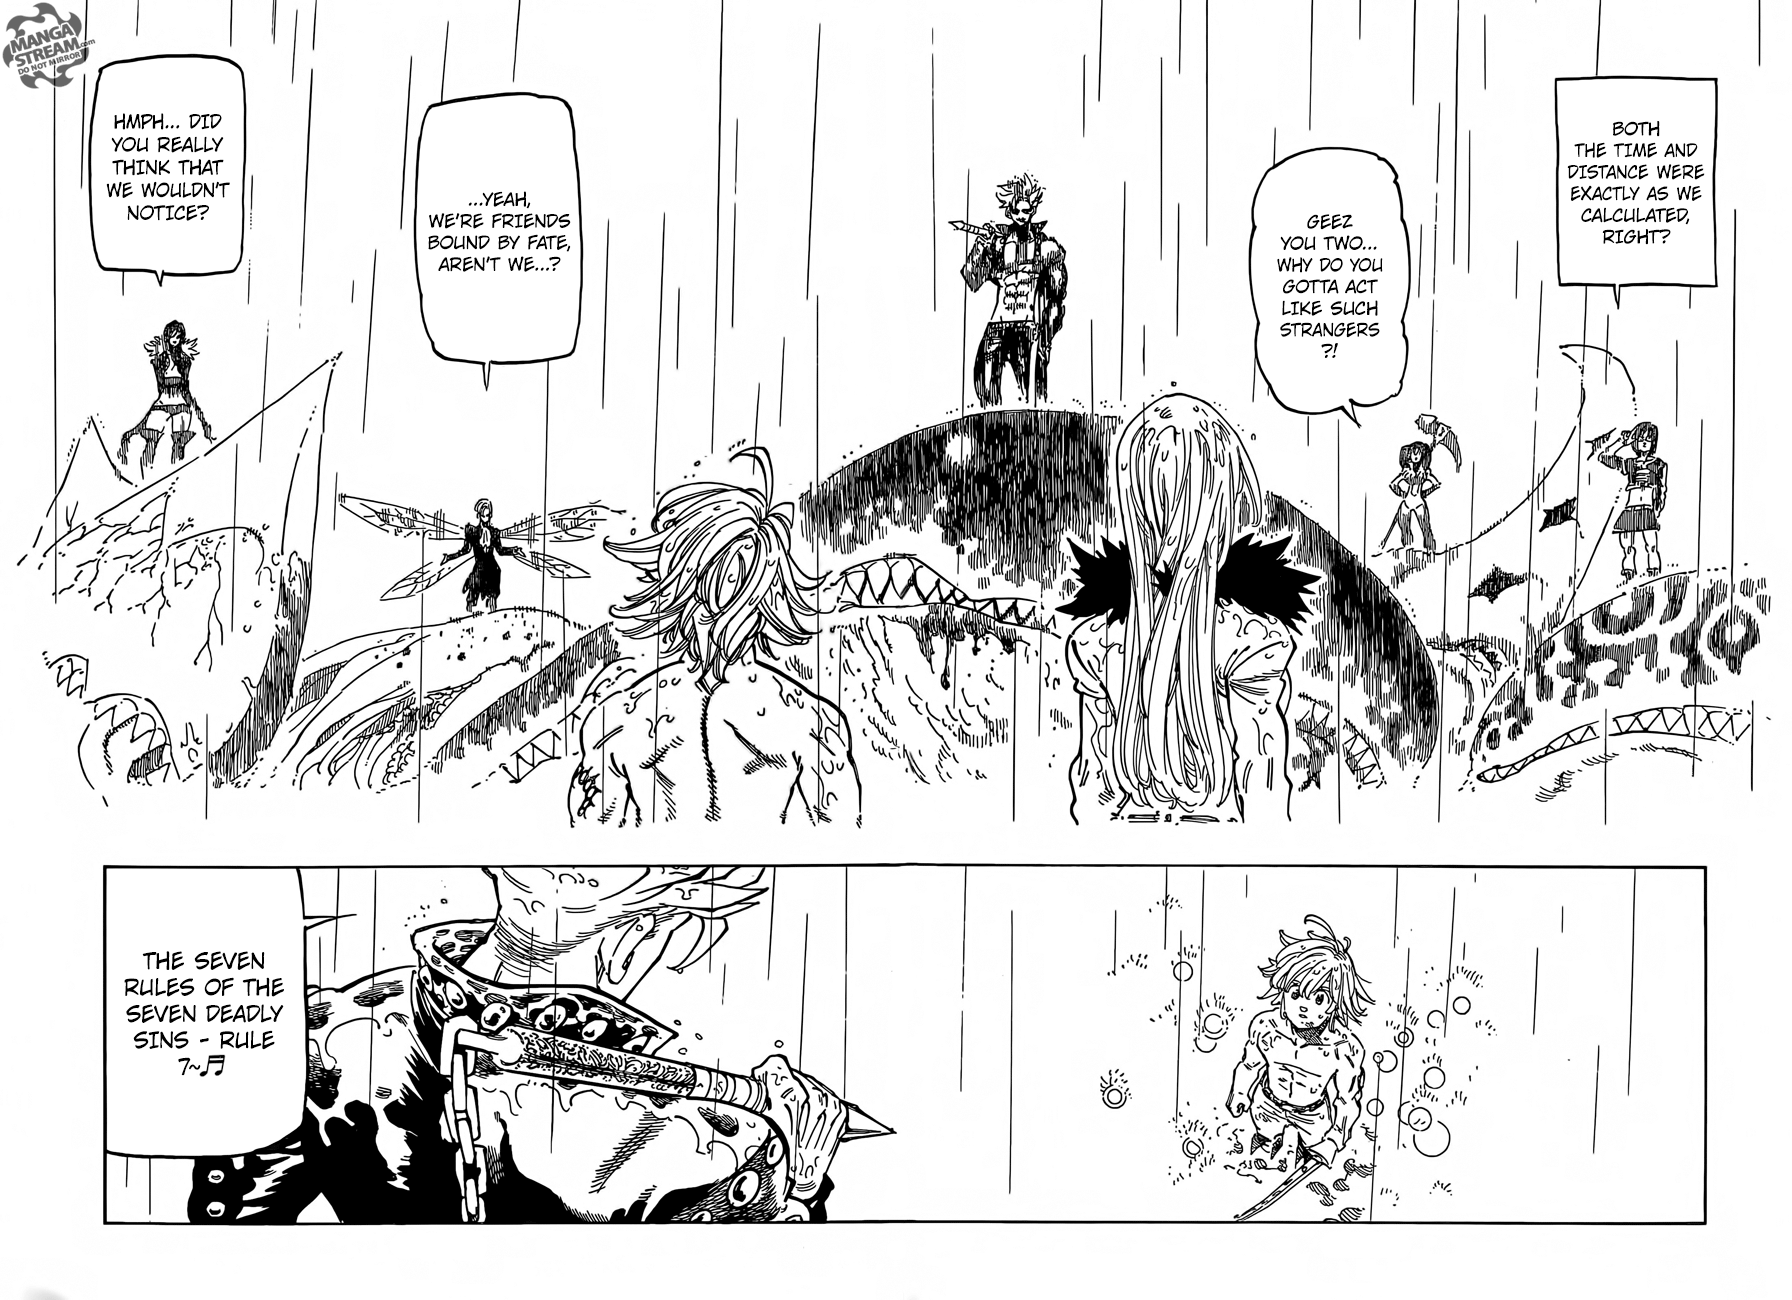 MANGA
STREAM.com
DO NOT MIRROR
BOTH
THE TIME AND
DISTANCE WERE
EXACTLY AS WE
CALCULATED,
RIGHT?
GEEZ
YOU TWO...
WHY DO YOU
GOTTA ACT
LIKE SUCH
STRANGERS
?!
...YEAH,
WE'RE FRIENDS
BOUND BY FATE,
AREN'T WE...?
HMPH... DID
YOU REALLY
THINK THAT
WE WOULDN'T
NOTICE?
THE SEVEN
RULES OF THE
SEVEN DEADLY
SINS - RULE
7~♬